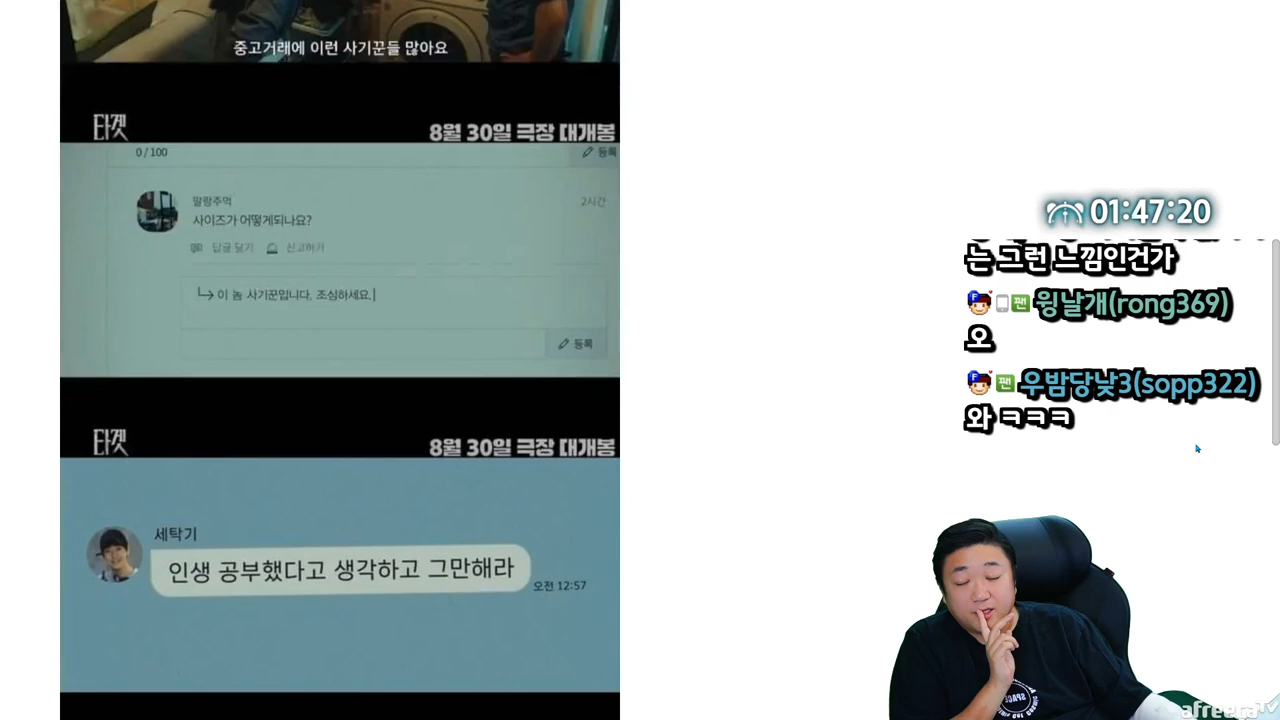 중고거래에 이런 사기꾼들 많아요
타겟
8월 30일 극장 대개봉
0 / 100
등록
말랑주먹
2시간
사이즈가 어떻게되나요?
답글 달기
신고하기
이 놈 사기꾼입니다. 조심하세요.
등록
타겟
8월 30일 극장 대개봉
세탁기
인생 공부했다고 생각하고 그만해라
오전 12:57
01:47:20
는 그런 느낌인건가
F 팬 윙날개(rong369)
오
F 팬 우밤당낮3(sopp322)
와 ㅋㅋㅋ
SPACE
afreecaTV